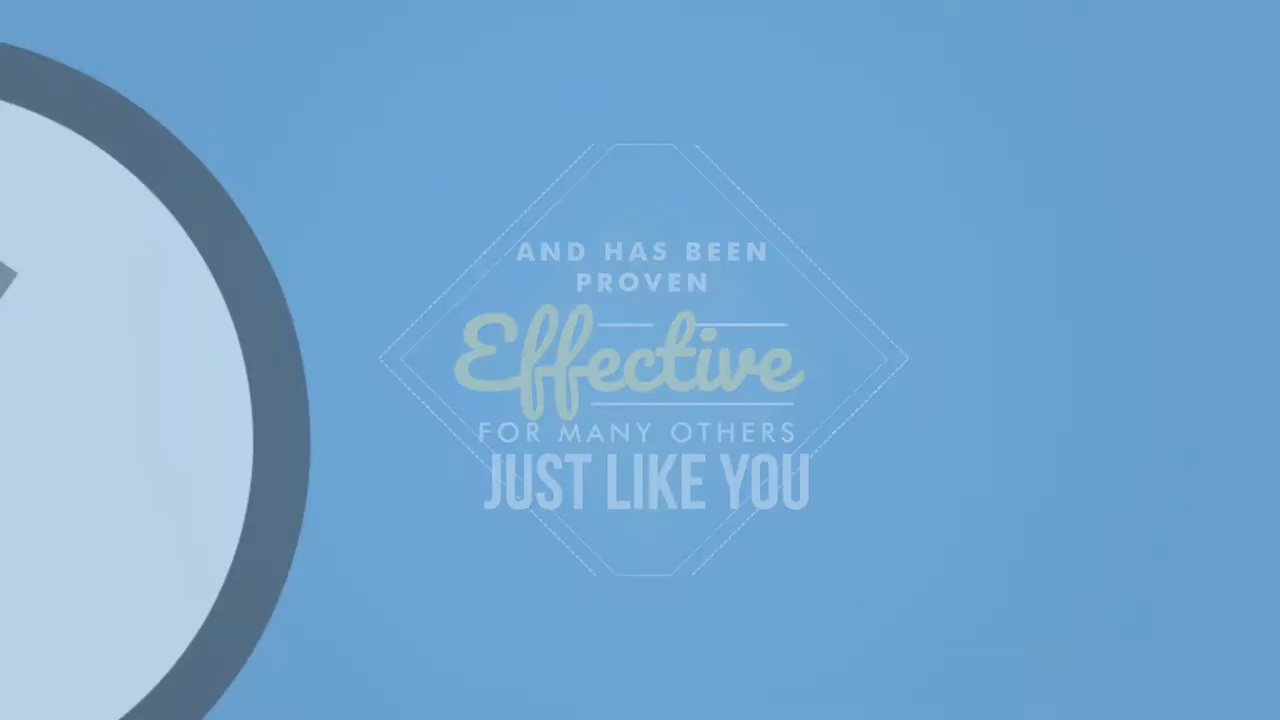 AND HAS BEEN
PROVEN
Effective
FOR MANY OTHERS
JUST LIKE YOU